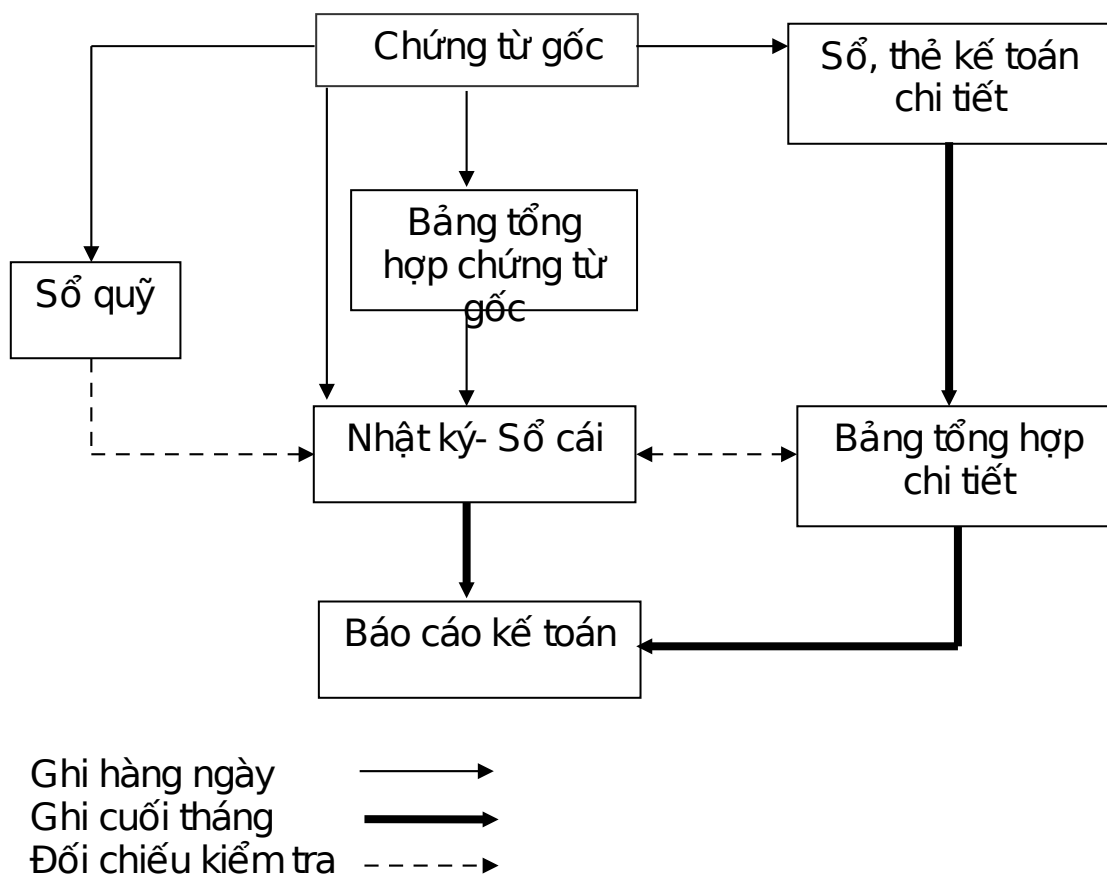 Chứng từ gốc
Sổ, thẻ kế toán
chi tiết
Bảng tổng
hợp chứng từ
gốc
Sổ quỹ
Nhật ký- Sổ cái
Bảng tổng hợp
chi tiết
Báo cáo kế toán
Ghi hàng ngày
Ghi cuối tháng
Đối chiếu kiểm tra